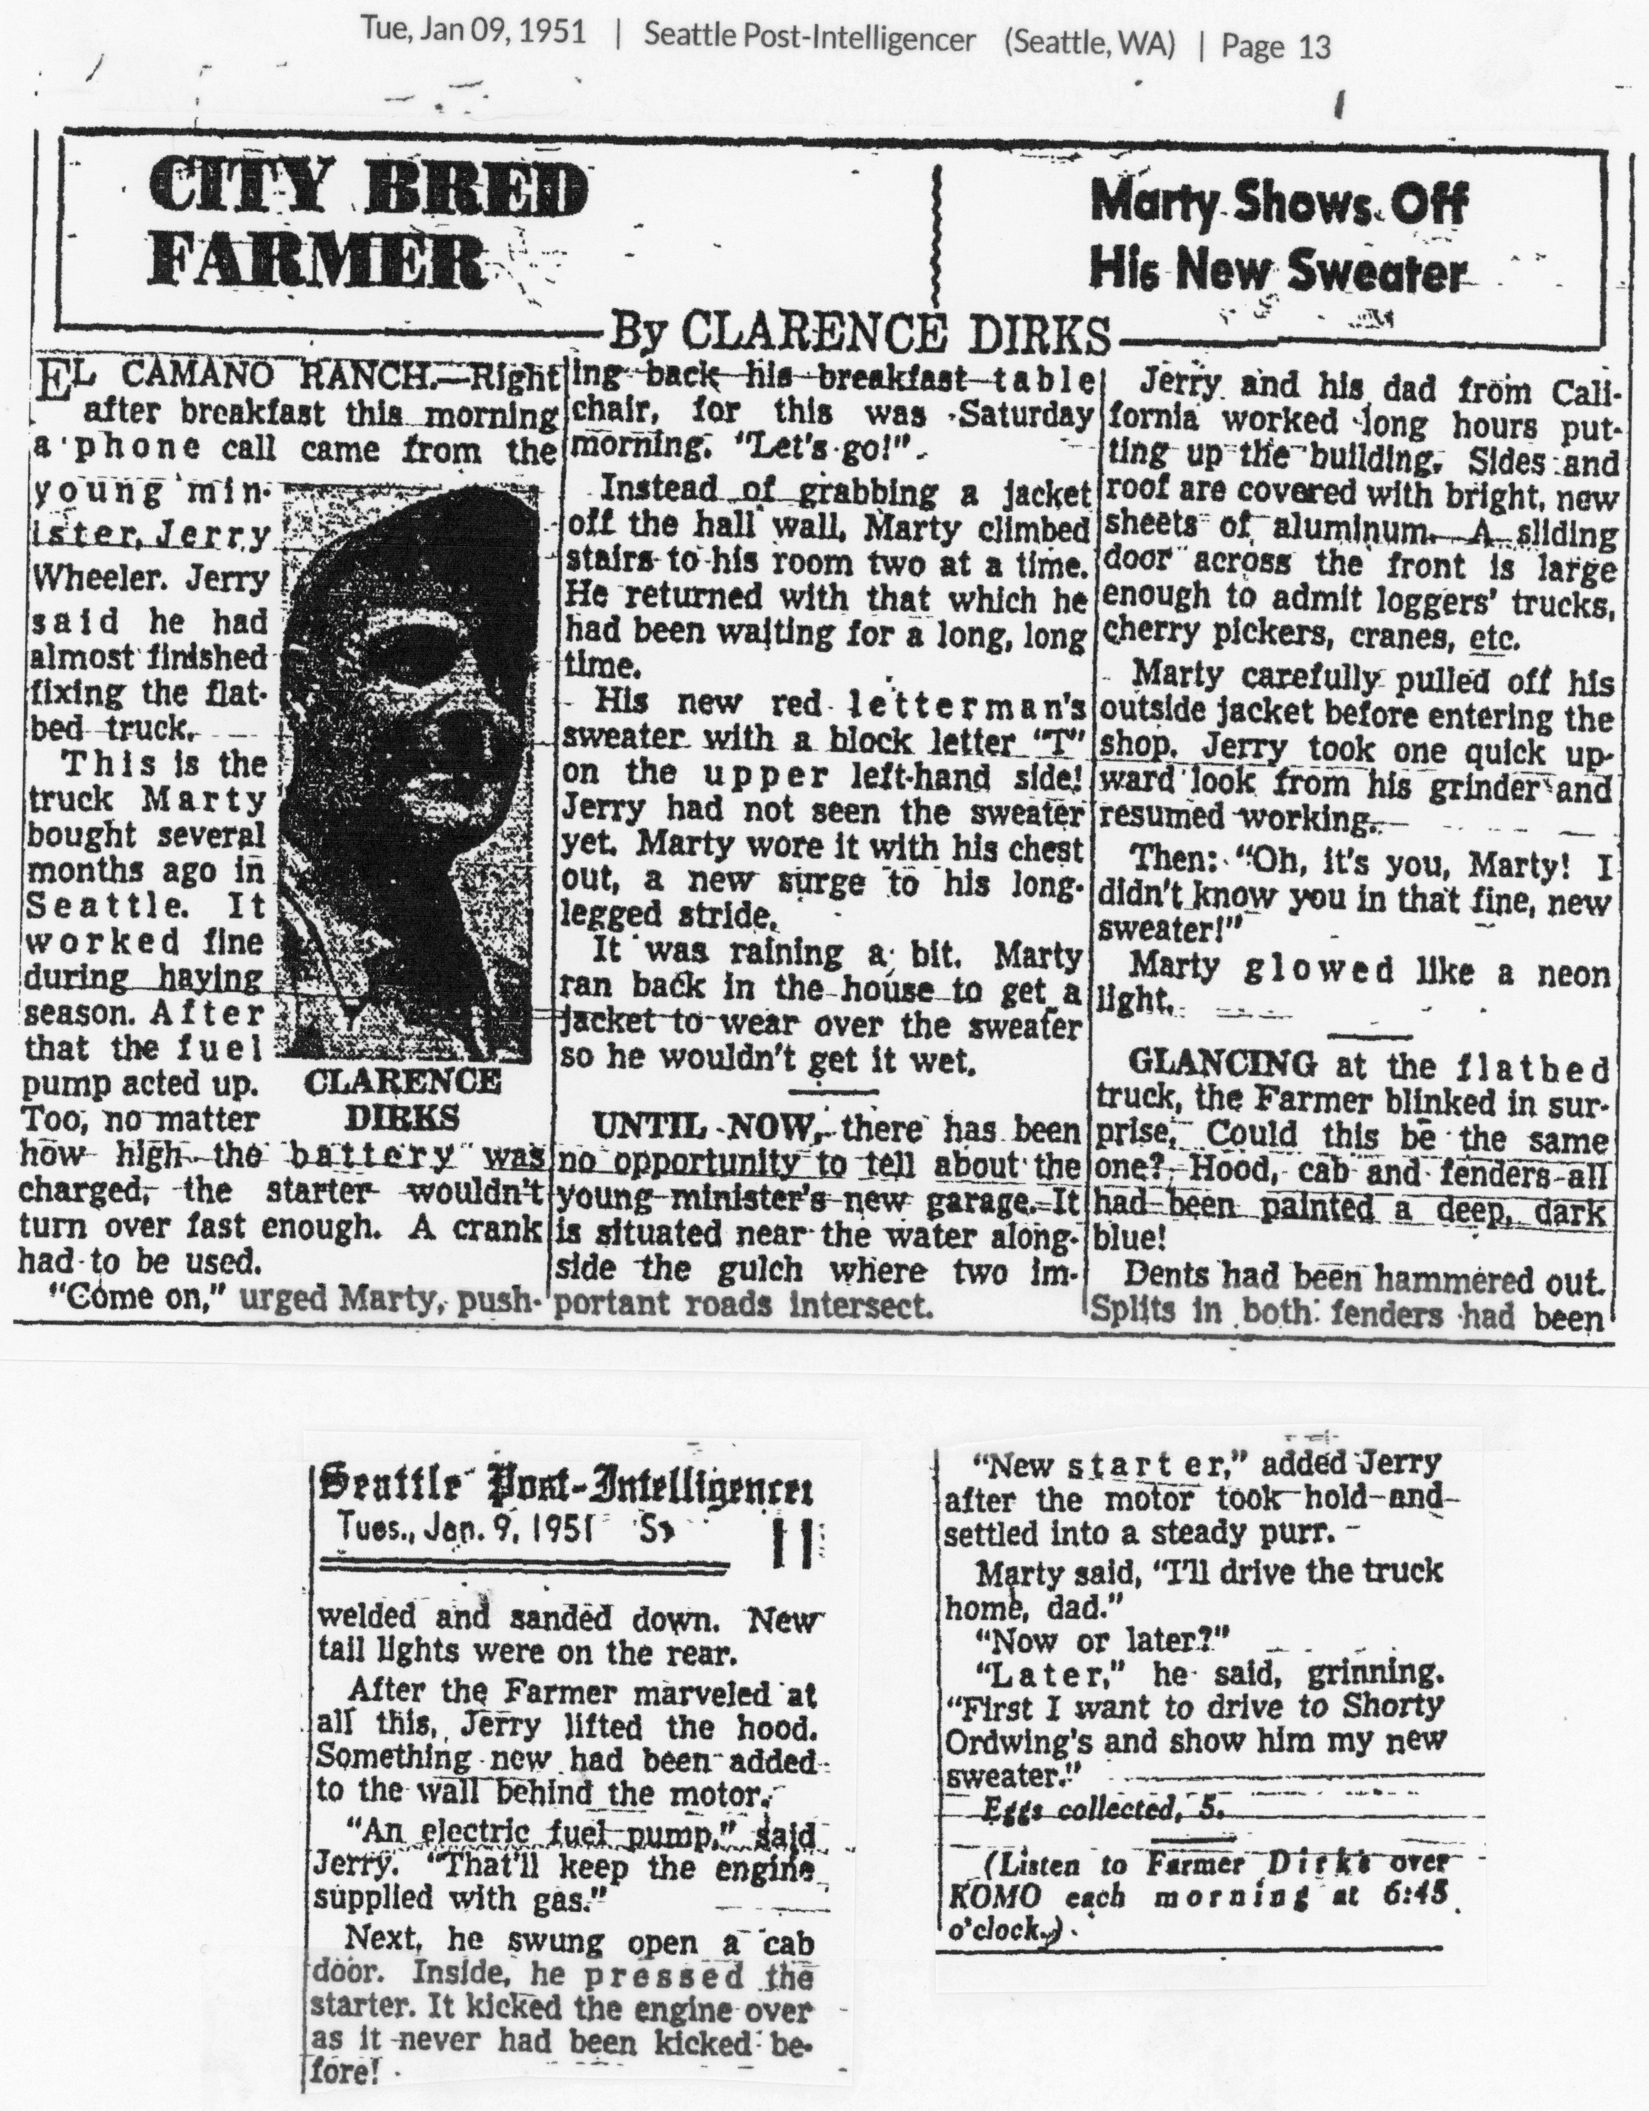 Tue, Jan 09, 1951 | Seattle Post-Intelligencer (Seattle, WA) | Page 13
CITY BRED
FARMER
Marty Shows Off
His New Sweater
By CLARENCE DIRKS
EL CAMANO RANCH.—Right
after breakfast this morning
a phone call came from the
young min-
ister, Jerry
Wheeler. Jerry
said he had
almost finished
fixing the flat-
bed truck.
This is the
truck Marty
bought several
months ago in
Seattle. It
worked fine
during haying
season. After
that the fuel
pump acted up.
Too, no matter
how high the battery was
charged, the starter wouldn't
turn over fast enough. A crank
had to be used.
"Come on," urged Marty, push-
CLARENCE
DIRKS
ing back his breakfast table
chair, for this was Saturday
morning. "Let's go!"
Instead of grabbing a jacket
off the hall wall, Marty climbed
stairs to his room two at a time.
He returned with that which he
had been waiting for a long, long
time.
His new red letterman's
sweater with a block letter "T"
on the upper left-hand side!
Jerry had not seen the sweater
yet. Marty wore it with his chest
out, a new surge to his long-
legged stride.
It was raining a bit. Marty
ran back in the house to get a
jacket to wear over the sweater
so he wouldn't get it wet.
UNTIL NOW, there has been
no opportunity to tell about the
young minister's new garage. It
is situated near the water along-
side the gulch where two im-
portant roads intersect.
Jerry and his dad from Cali-
fornia worked long hours put-
ting up the building. Sides and
roof are covered with bright, new
sheets of aluminum. A sliding
door across the front is large
enough to admit loggers' trucks,
cherry pickers, cranes, etc.
Marty carefully pulled off his
outside jacket before entering the
shop. Jerry took one quick up-
ward look from his grinder and
resumed working.
Then: "Oh, it's you, Marty! I
didn't know you in that fine, new
sweater!"
Marty glowed like a neon
light.
GLANCING at the flatbed
truck, the Farmer blinked in sur-
prise. Could this be the same
one? Hood, cab and fenders all
had been painted a deep, dark
blue!
Dents had been hammered out.
Splits in both fenders had been
Seattle Post-Intelligencer
Tues., Jan. 9, 1951 11
welded and sanded down. New
tail lights were on the rear.
After the Farmer marveled at
all this, Jerry lifted the hood.
Something new had been added
to the wall behind the motor.
"An electric fuel pump," said
Jerry. "That'll keep the engine
supplied with gas."
Next, he swung open a cab
door. Inside, he pressed the
starter. It kicked the engine over
as it never had been kicked be-
fore!
"New starter," added Jerry
after the motor took hold and
settled into a steady purr.
Marty said, "I'll drive the truck
home, dad."
"Now or later?"
"Later," he said, grinning.
"First I want to drive to Shorty
Ordwing's and show him my new
sweater."
Eggs collected, 5.
(Listen to Farmer Dirks over
KOMO each morning at 6:45
o'clock.)